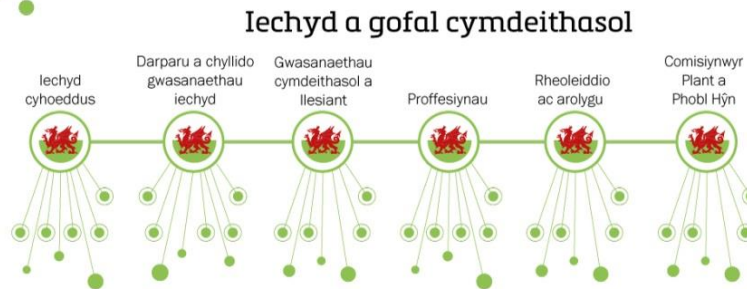 Iechyd a gofal cymdeithasol
Iechyd
cyhoeddus
Darparu a chyllido
gwasanaethau
iechyd
Gwasanaethau
cymdeithasol a
llesiant
Proffesiynau
Rheoleiddio
ac arolygu
Comisiynwyr
Plant a
Phobl Hŷn